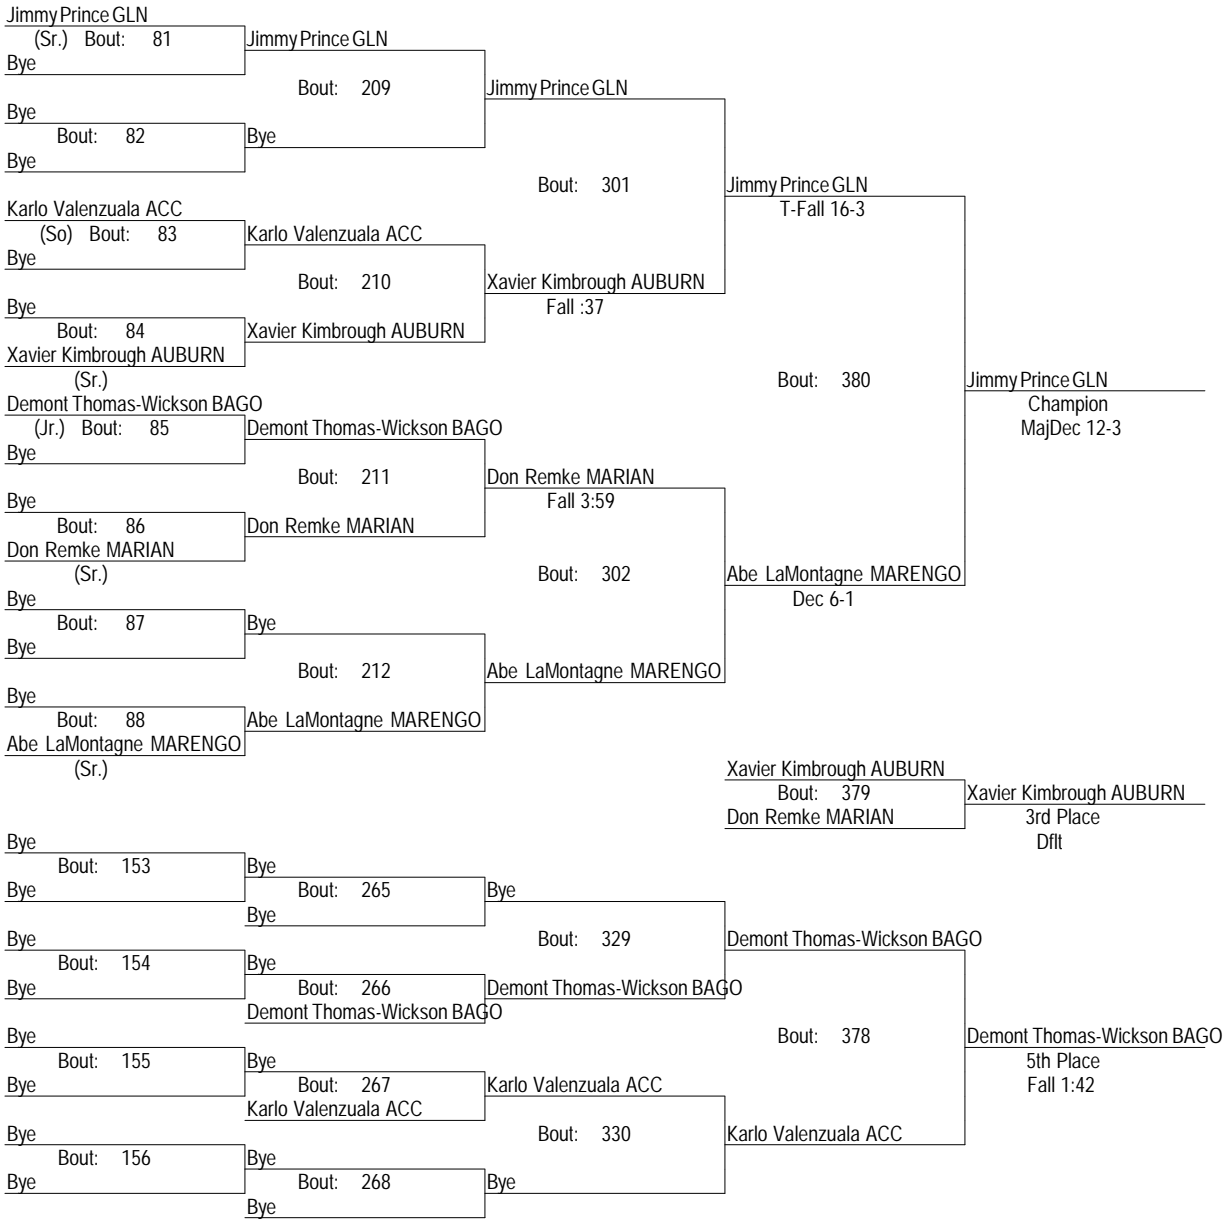 Jimmy Prince GLN
(Sr.) Bout: 81 Jimmy Prince GLN
Bye
Bout: 209 Jimmy Prince GLN
Bye
Bout: 82 Bye
Bye
Bout: 301 Jimmy Prince GLN
T-Fall 16-3
Karlo Valenzuala ACC
(So) Bout: 83 Karlo Valenzuala ACC
Bye
Bout: 210 Xavier Kimbrough AUBURN
Fall :37
Bye
Bout: 84 Xavier Kimbrough AUBURN
Xavier Kimbrough AUBURN
(Sr.)
Bout: 380 Jimmy Prince GLN
Champion
MajDec 12-3
Demont Thomas-Wickson BAGO
(Jr.) Bout: 85 Demont Thomas-Wickson BAGO
Bye
Bout: 211 Don Remke MARIAN
Fall 3:59
Bye
Bout: 86 Don Remke MARIAN
Don Remke MARIAN
(Sr.)
Bout: 302 Abe LaMontagne MARENGO
Dec 6-1
Bye
Bout: 87 Bye
Bye
Bout: 212 Abe LaMontagne MARENGO
Bye
Bout: 88 Abe LaMontagne MARENGO
Abe LaMontagne MARENGO
(Sr.)
Xavier Kimbrough AUBURN
Bout: 379 Xavier Kimbrough AUBURN
Don Remke MARIAN 3rd Place
Dflt
Bye
Bout: 153 Bye
Bye Bout: 265 Bye
Bye
Bye Bout: 329 Demont Thomas-Wickson BAGO
Bout: 154 Bye
Bye Bout: 266 Demont Thomas-Wickson BAGO
Demont Thomas-Wickson BAGO
Bye Bout: 378 Demont Thomas-Wickson BAGO
Bout: 155 Bye 5th Place
Bye Bout: 267 Karlo Valenzuala ACC Fall 1:42
Karlo Valenzuala ACC
Bye Bout: 330 Karlo Valenzuala ACC
Bout: 156 Bye
Bye Bout: 268 Bye
Bye